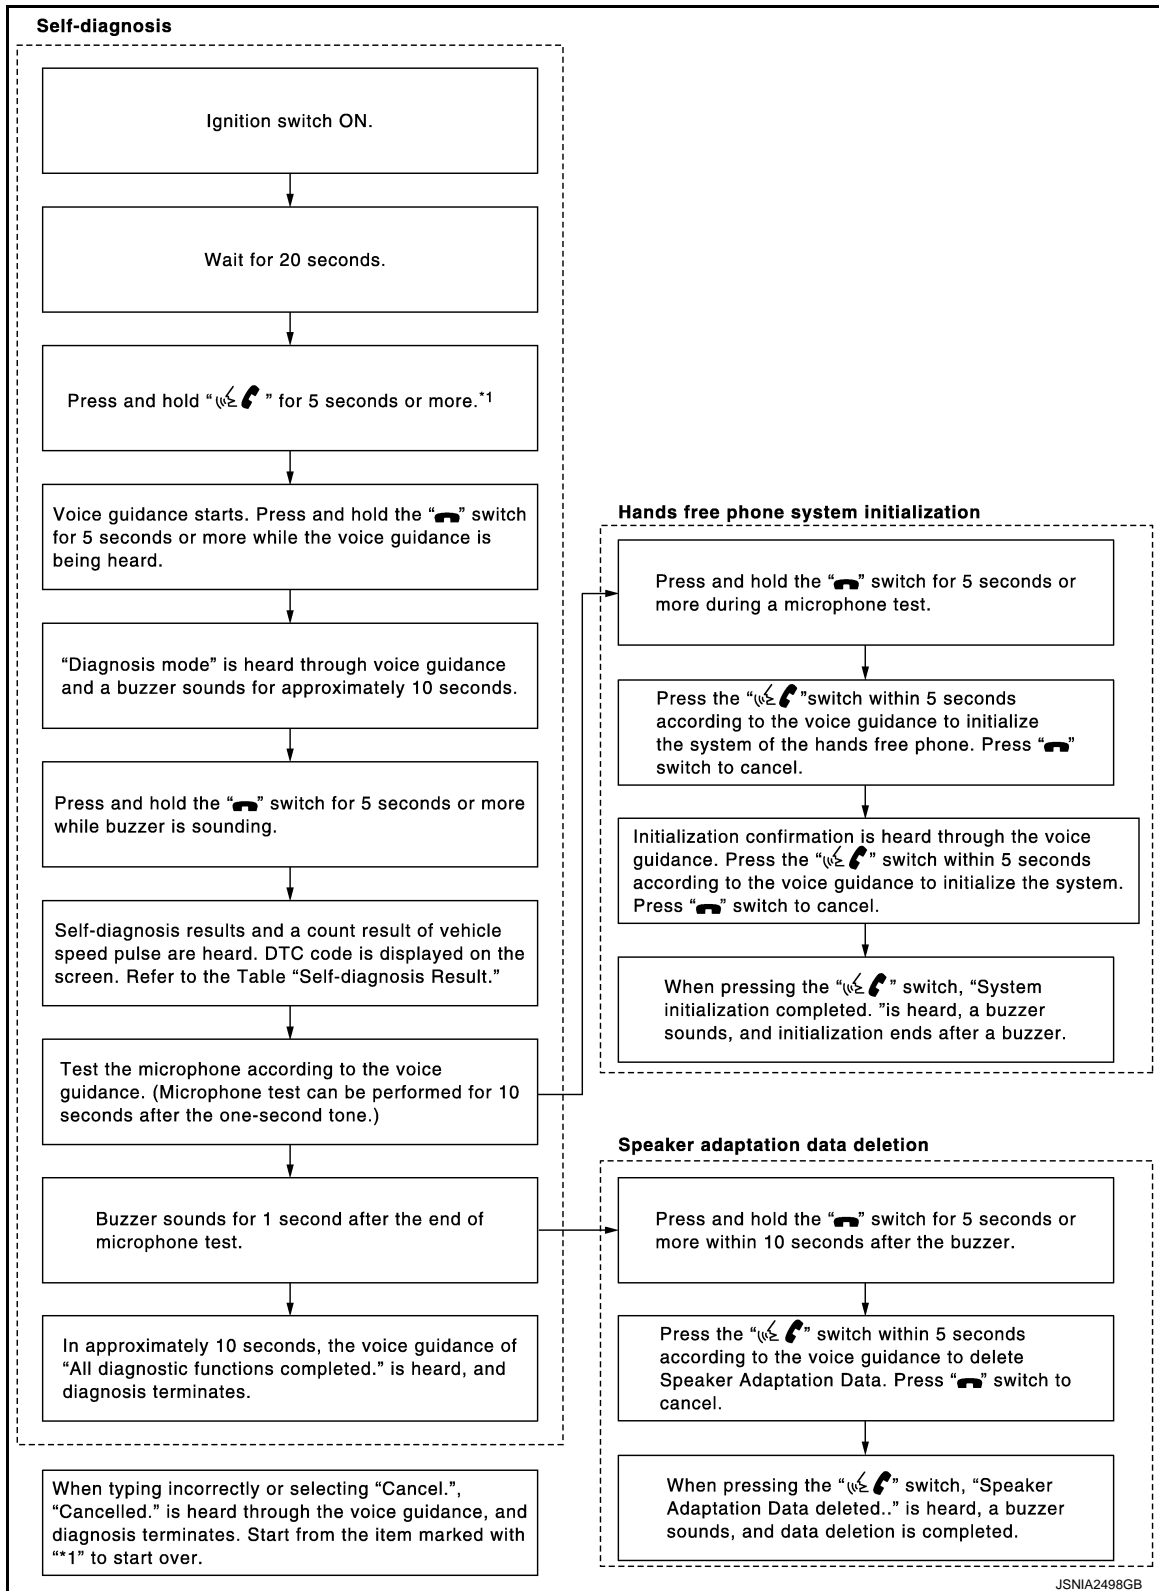 Self-diagnosis
Ignition switch ON.
Wait for 20 seconds.
Press and hold “ ” for 5 seconds or more.*1
Voice guidance starts. Press and hold the “ ” switch
for 5 seconds or more while the voice guidance is
being heard.
“Diagnosis mode” is heard through voice guidance
and a buzzer sounds for approximately 10 seconds.
Press and hold the “ ” switch for 5 seconds or more
while buzzer is sounding.
Self-diagnosis results and a count result of vehicle
speed pulse are heard. DTC code is displayed on the
screen. Refer to the Table “Self-diagnosis Result.”
Test the microphone according to the voice
guidance. (Microphone test can be performed for 10
seconds after the one-second tone.)
Buzzer sounds for 1 second after the end of
microphone test.
In approximately 10 seconds, the voice guidance of
“All diagnostic functions completed.” is heard, and
diagnosis terminates.
When typing incorrectly or selecting “Cancel.”,
“Cancelled.” is heard through the voice guidance, and
diagnosis terminates. Start from the item marked with
“*1” to start over.
Hands free phone system initialization
Press and hold the “ ” switch for 5 seconds or
more during a microphone test.
Press the “ ”switch within 5 seconds
according to the voice guidance to initialize
the system of the hands free phone. Press “ ”
switch to cancel.
Initialization confirmation is heard through the voice
guidance. Press the “ ” switch within 5 seconds
according to the voice guidance to initialize the system.
Press “ ” switch to cancel.
When pressing the “ ” switch, “System
initialization completed. ”is heard, a buzzer
sounds, and initialization ends after a buzzer.
Speaker adaptation data deletion
Press and hold the “ ” switch for 5 seconds or
more within 10 seconds after the buzzer.
Press the “ ” switch within 5 seconds
according to the voice guidance to delete
Speaker Adaptation Data. Press “ ” switch to
cancel.
When pressing the “ ” switch, “Speaker
Adaptation Data deleted..” is heard, a buzzer
sounds, and data deletion is completed.
JSNIA2498GB